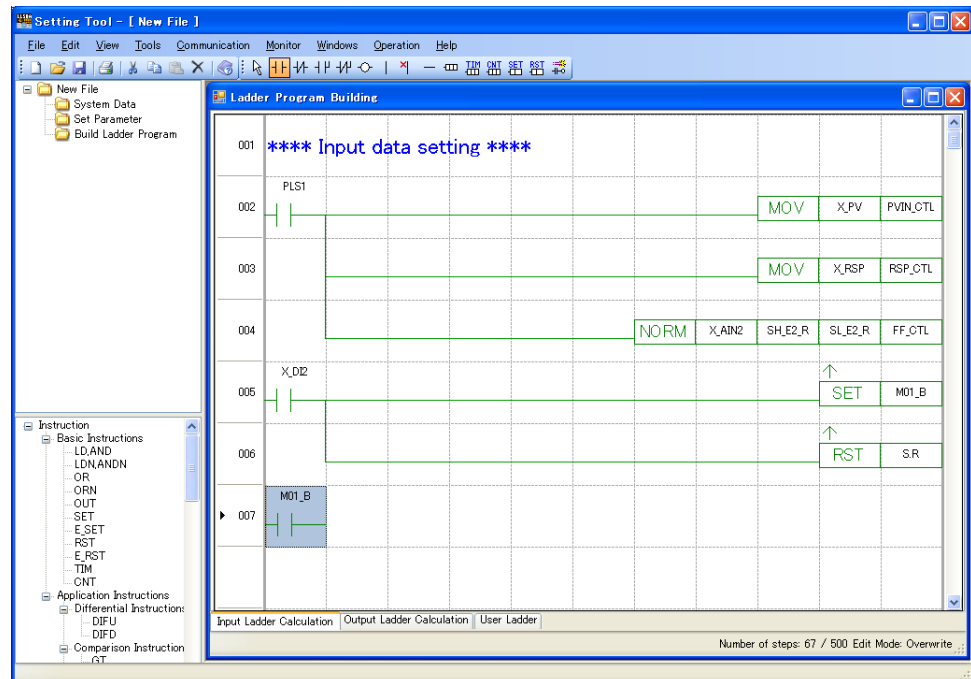 Setting Tool - [ New File ]
File Edit View Tools Communication Monitor Windows Operation Help
TIM CNT SET RST
New File
System Data
Set Parameter
Build Ladder Program
Ladder Program Building
001 **** Input data setting ****
PLS1
002 MOV X_PV PVIN_CTL
003 MOV X_RSP RSP_CTL
004 NORM X_AIN2 SH_E2_R SL_E2_R FF_CTL
X_DI2
005 SET M01_B
006 RST S.R
M01_B
007
Instruction
Basic Instructions
LD,AND
LDN,ANDN
OR
ORN
OUT
SET
E_SET
RST
E_RST
TIM
CNT
Application Instructions
Differential Instructions
DIFU
DIFD
Comparison Instruction
GT
Input Ladder Calculation Output Ladder Calculation User Ladder
Number of steps: 67 / 500 Edit Mode: Overwrite